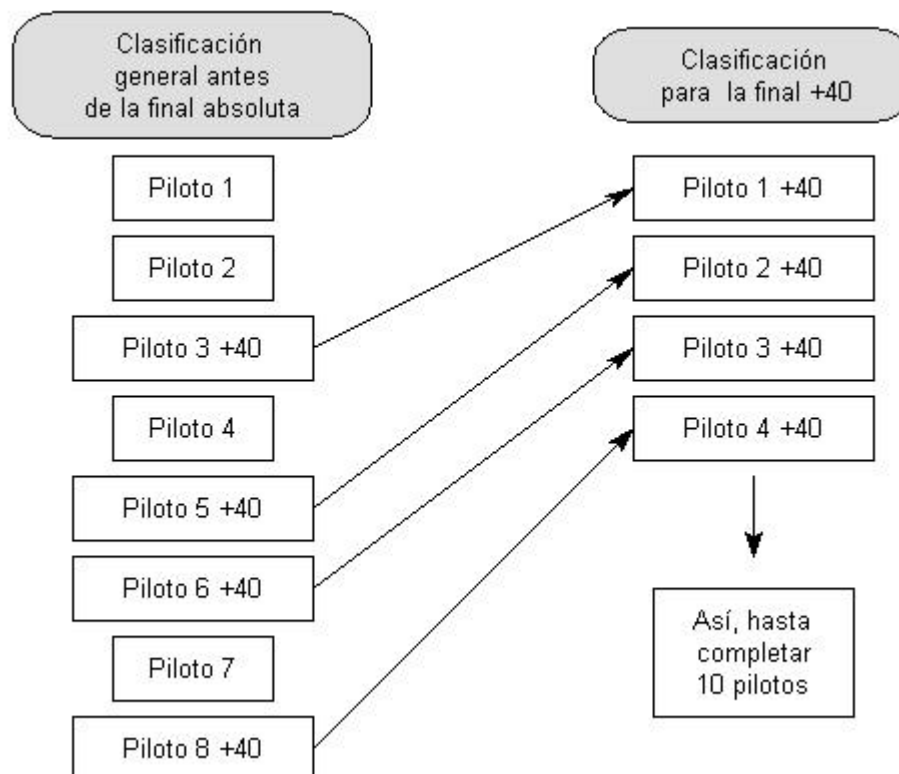 Clasificación
general antes
de la final absoluta
Piloto 1
Piloto 2
Piloto 3 +40
Piloto 4
Piloto 5 +40
Piloto 6 +40
Piloto 7
Piloto 8 +40
Clasificación
para la final +40
Piloto 1 +40
Piloto 2 +40
Piloto 3 +40
Piloto 4 +40
Así, hasta
completar
10 pilotos